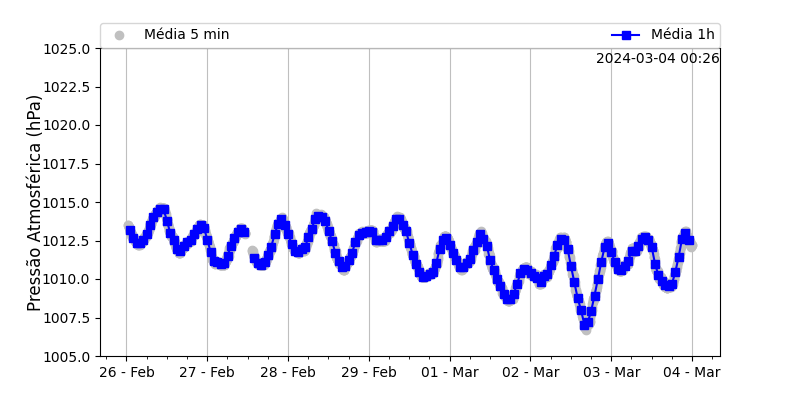 Média 5 min
Média 1h
2024-03-04 00:26
Pressão Atmosférica (hPa)
1025.0
1022.5
1020.0
1017.5
1015.0
1012.5
1010.0
1007.5
1005.0
26 - Feb
27 - Feb
28 - Feb
29 - Feb
01 - Mar
02 - Mar
03 - Mar
04 - Mar